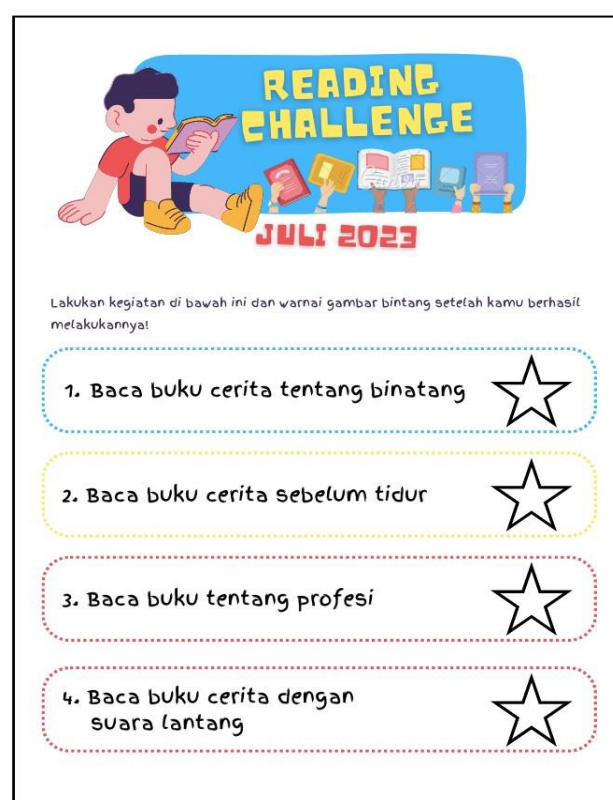 READING
CHALLENGE
JULI 2023
Lakukan kegiatan di bawah ini dan warnai gambar bintang setelah kamu berhasil
melakukannya!
1. Baca buku cerita tentang binatang
2. Baca buku cerita sebelum tidur
3. Baca buku tentang profesi
4. Baca buku cerita dengan
suara lantang